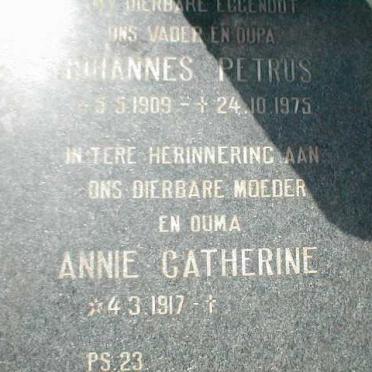 MY DIERBARE EGGENOOT
ONS VADER EN OUPA
JOHANNES PETRUS
* 5.5.1909 - † 24.10.1975
IN TERE HERINNERING AAN
ONS DIERBARE MOEDER
EN OUMA
ANNIE CATHERINE
* 4.3.1917 - †
PS.23